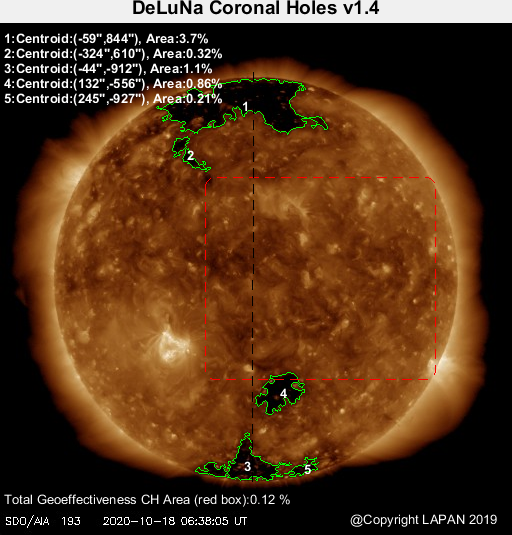 DeLuNa Coronal Holes v1.4
1:Centroid:(-59",844"), Area:3.7%
2:Centroid:(-324",610"), Area:0.32%
3:Centroid:(-44",-912"), Area:1.1%
4:Centroid:(132",-556"), Area:0.86%
5:Centroid:(245",-927"), Area:0.21%
1
2
4
3
5
Total Geoeffectiveness CH Area (red box):0.12 %
SDO/AIA 193 2020-10-18 06:38:05 UT
@Copyright LAPAN 2019